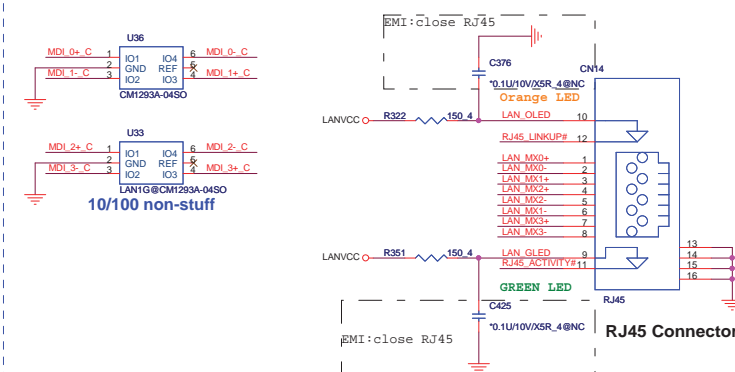 EMI:close RJ45
U36
MDI_0+_C 1 IO1 IO4 6 MDI_0-_C
2 GND REF 5
MDI_1-_C 3 IO2 IO3 4 MDI_1+_C
CM1293A-04SO
C376
*0.1U/10V/X5R_4@NC
CN14
Orange LED
LANVCC R322 150_4 LAN_OLED 10
RJ45_LINKUP# 12
U33
MDI_2+_C 1 IO1 IO4 6 MDI_2-_C
2 GND REF 5
MDI_3-_C 3 IO2 IO3 4 MDI_3+_C
LAN1G@CM1293A-04SO
10/100 non-stuff
LAN_MX0+ 1
LAN_MX0- 2
LAN_MX1+ 3
LAN_MX2+ 4
LAN_MX2- 5
LAN_MX1- 6
LAN_MX3+ 7
LAN_MX3- 8
LANVCC R351 150_4 LAN_GLED 9
RJ45_ACTIVITY# 11
13
14
15
16
GREEN LED
RJ45
C425
*0.1U/10V/X5R_4@NC
EMI:close RJ45
RJ45 Connector